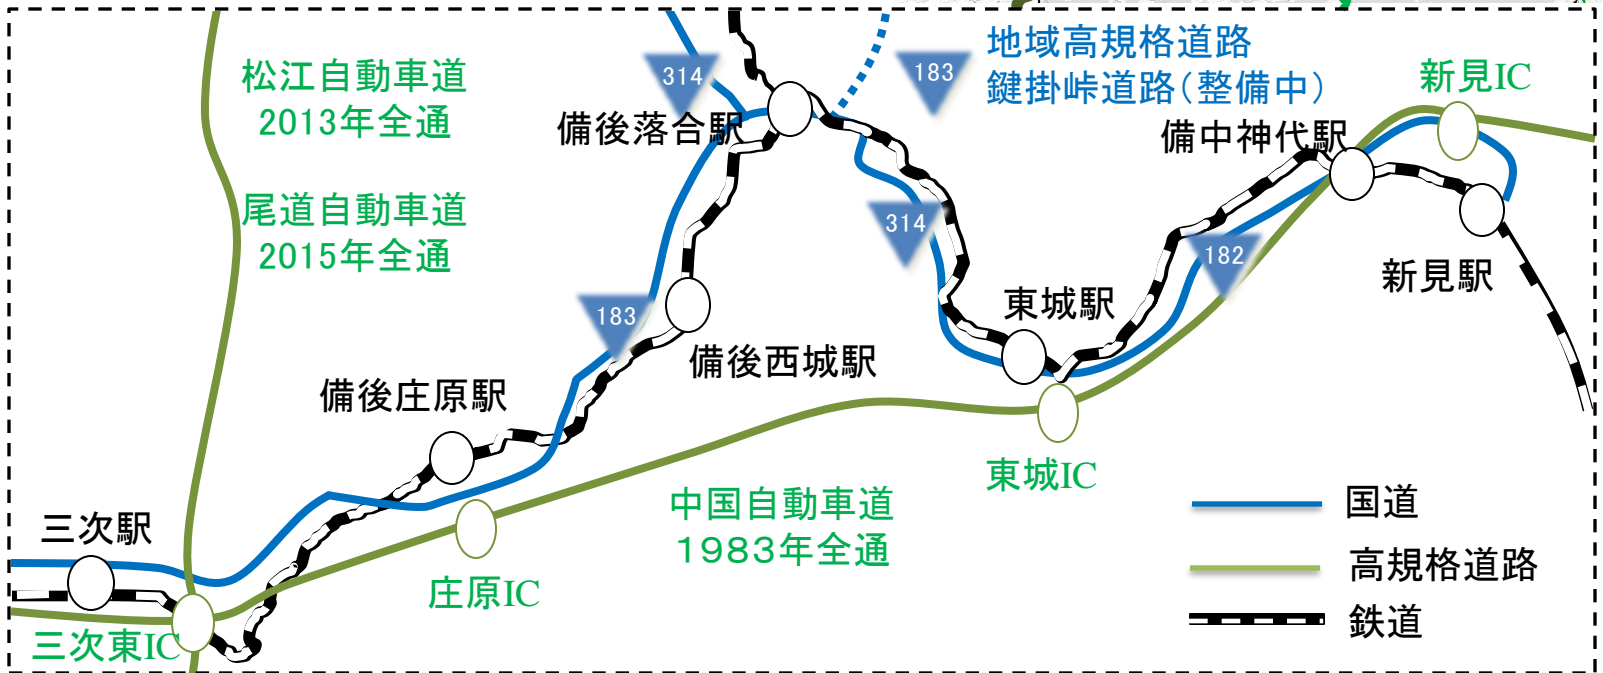 松江自動車道
2013年全通
尾道自動車道
2015年全通
314
備後落合駅
183
地域高規格道路
鍵掛峠道路(整備中)
新見IC
備中神代駅
314
182
新見駅
東城駅
183
備後西城駅
備後庄原駅
東城IC
中国自動車道
1983年全通
三次駅
庄原IC
三次東IC
国道
高規格道路
鉄道